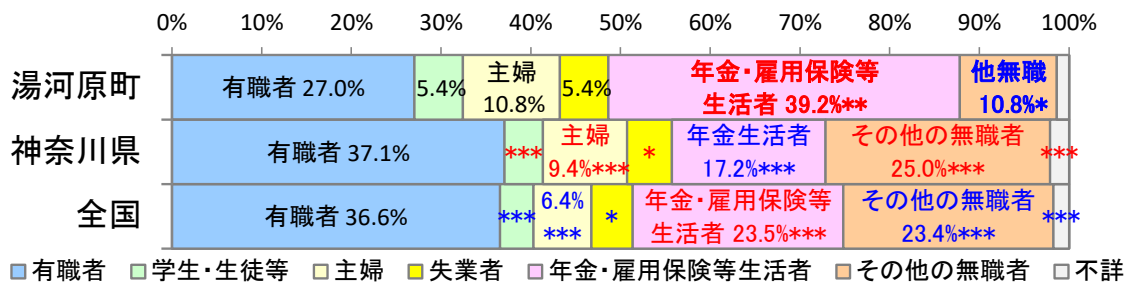 0% 10% 20% 30% 40% 50% 60% 70% 80% 90% 100%
湯河原町 有職者 27.0% 5.4% 主婦 10.8% 5.4% 年金・雇用保険等 生活者 39.2%** 他無職 10.8%*
神奈川県 有職者 37.1% *** 主婦 9.4%*** * 年金生活者 17.2%*** その他の無職者 25.0%*** ***
全国 有職者 36.6% *** 6.4% *** * 年金・雇用保険等 生活者 23.5%*** その他の無職者 23.4%*** ***
有職者 学生・生徒等 主婦 失業者 年金・雇用保険等生活者 その他の無職者 不詳